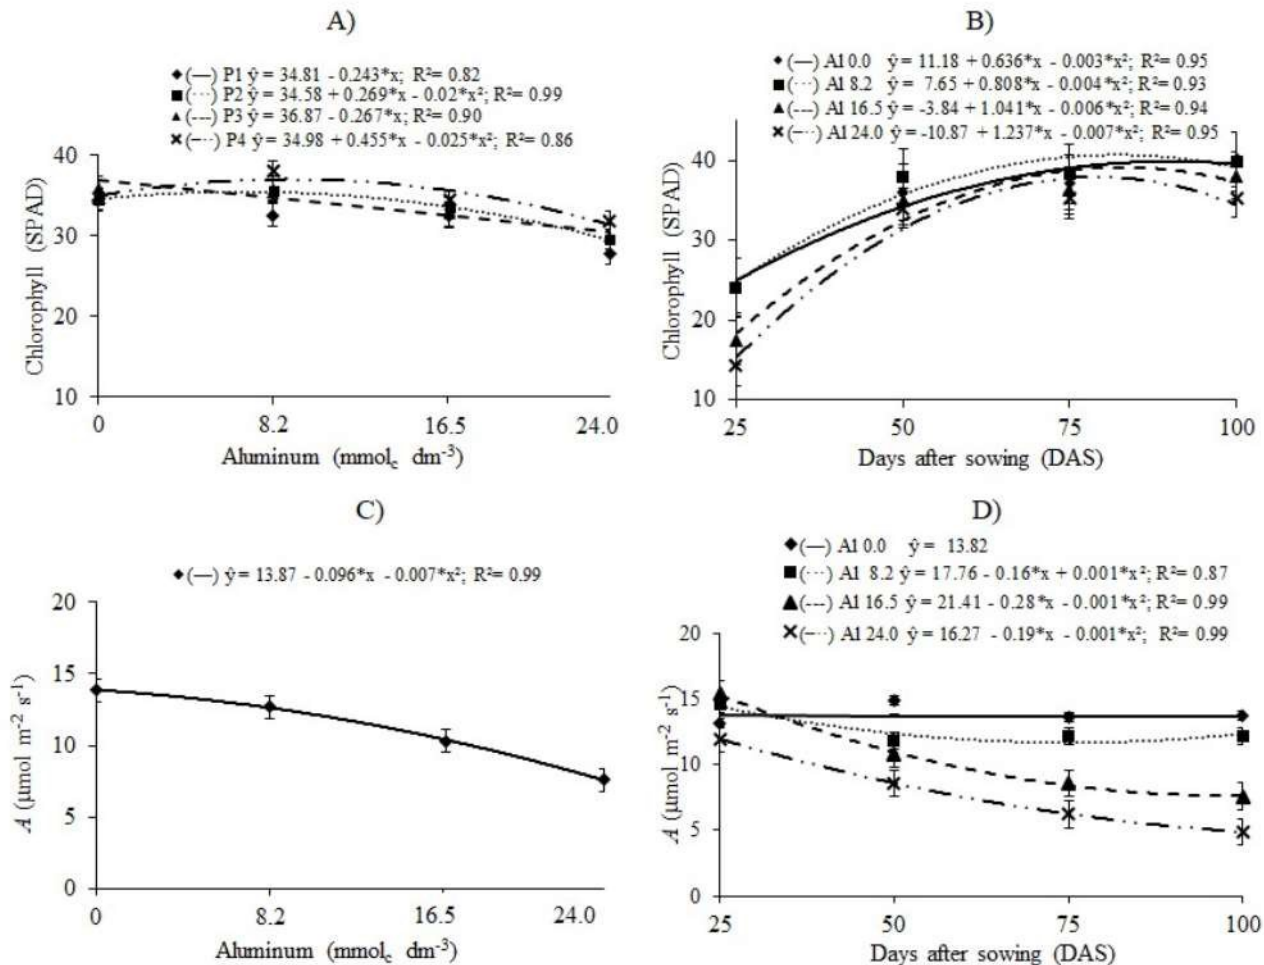 A)
◆(—) P1 ŷ = 34.81 - 0.243*x; R²= 0.82
■(····) P2 ŷ = 34.58 + 0.269*x - 0.02*x²; R²= 0.99
▲(---) P3 ŷ = 36.87 - 0.267*x; R²= 0.90
×(-··-) P4 ŷ = 34.98 + 0.455*x - 0.025*x²; R²= 0.86
Chlorophyll (SPAD)
40
30
20
10
0 8.2 16.5 24.0
Aluminum (mmolc dm-3)
B)
◆(—) Al 0.0 ŷ = 11.18 + 0.636*x - 0.003*x²; R²= 0.95
■(····) Al 8.2 ŷ = 7.65 + 0.808*x - 0.004*x²; R²= 0.93
▲(---) Al 16.5 ŷ = -3.84 + 1.041*x - 0.006*x²; R²= 0.94
×(-··-) Al 24.0 ŷ = -10.87 + 1.237*x - 0.007*x²; R²= 0.95
Chlorophyll (SPAD)
40
30
20
10
25 50 75 100
Days after sowing (DAS)
C)
◆(—) ŷ = 13.87 - 0.096*x - 0.007*x²; R²= 0.99
A (µmol m-2 s-1)
20
15
10
5
0
0 8.2 16.5 24.0
Aluminum (mmolc dm-3)
D)
◆(—) Al 0.0 ŷ = 13.82
■(····) Al 8.2 ŷ = 17.76 - 0.16*x + 0.001*x²; R²= 0.87
▲(---) Al 16.5 ŷ = 21.41 - 0.28*x - 0.001*x²; R²= 0.99
×(-··-) Al 24.0 ŷ = 16.27 - 0.19*x - 0.001*x²; R²= 0.99
A (µmol m-2 s-1)
20
15
10
5
0
25 50 75 100
Days after sowing (DAS)